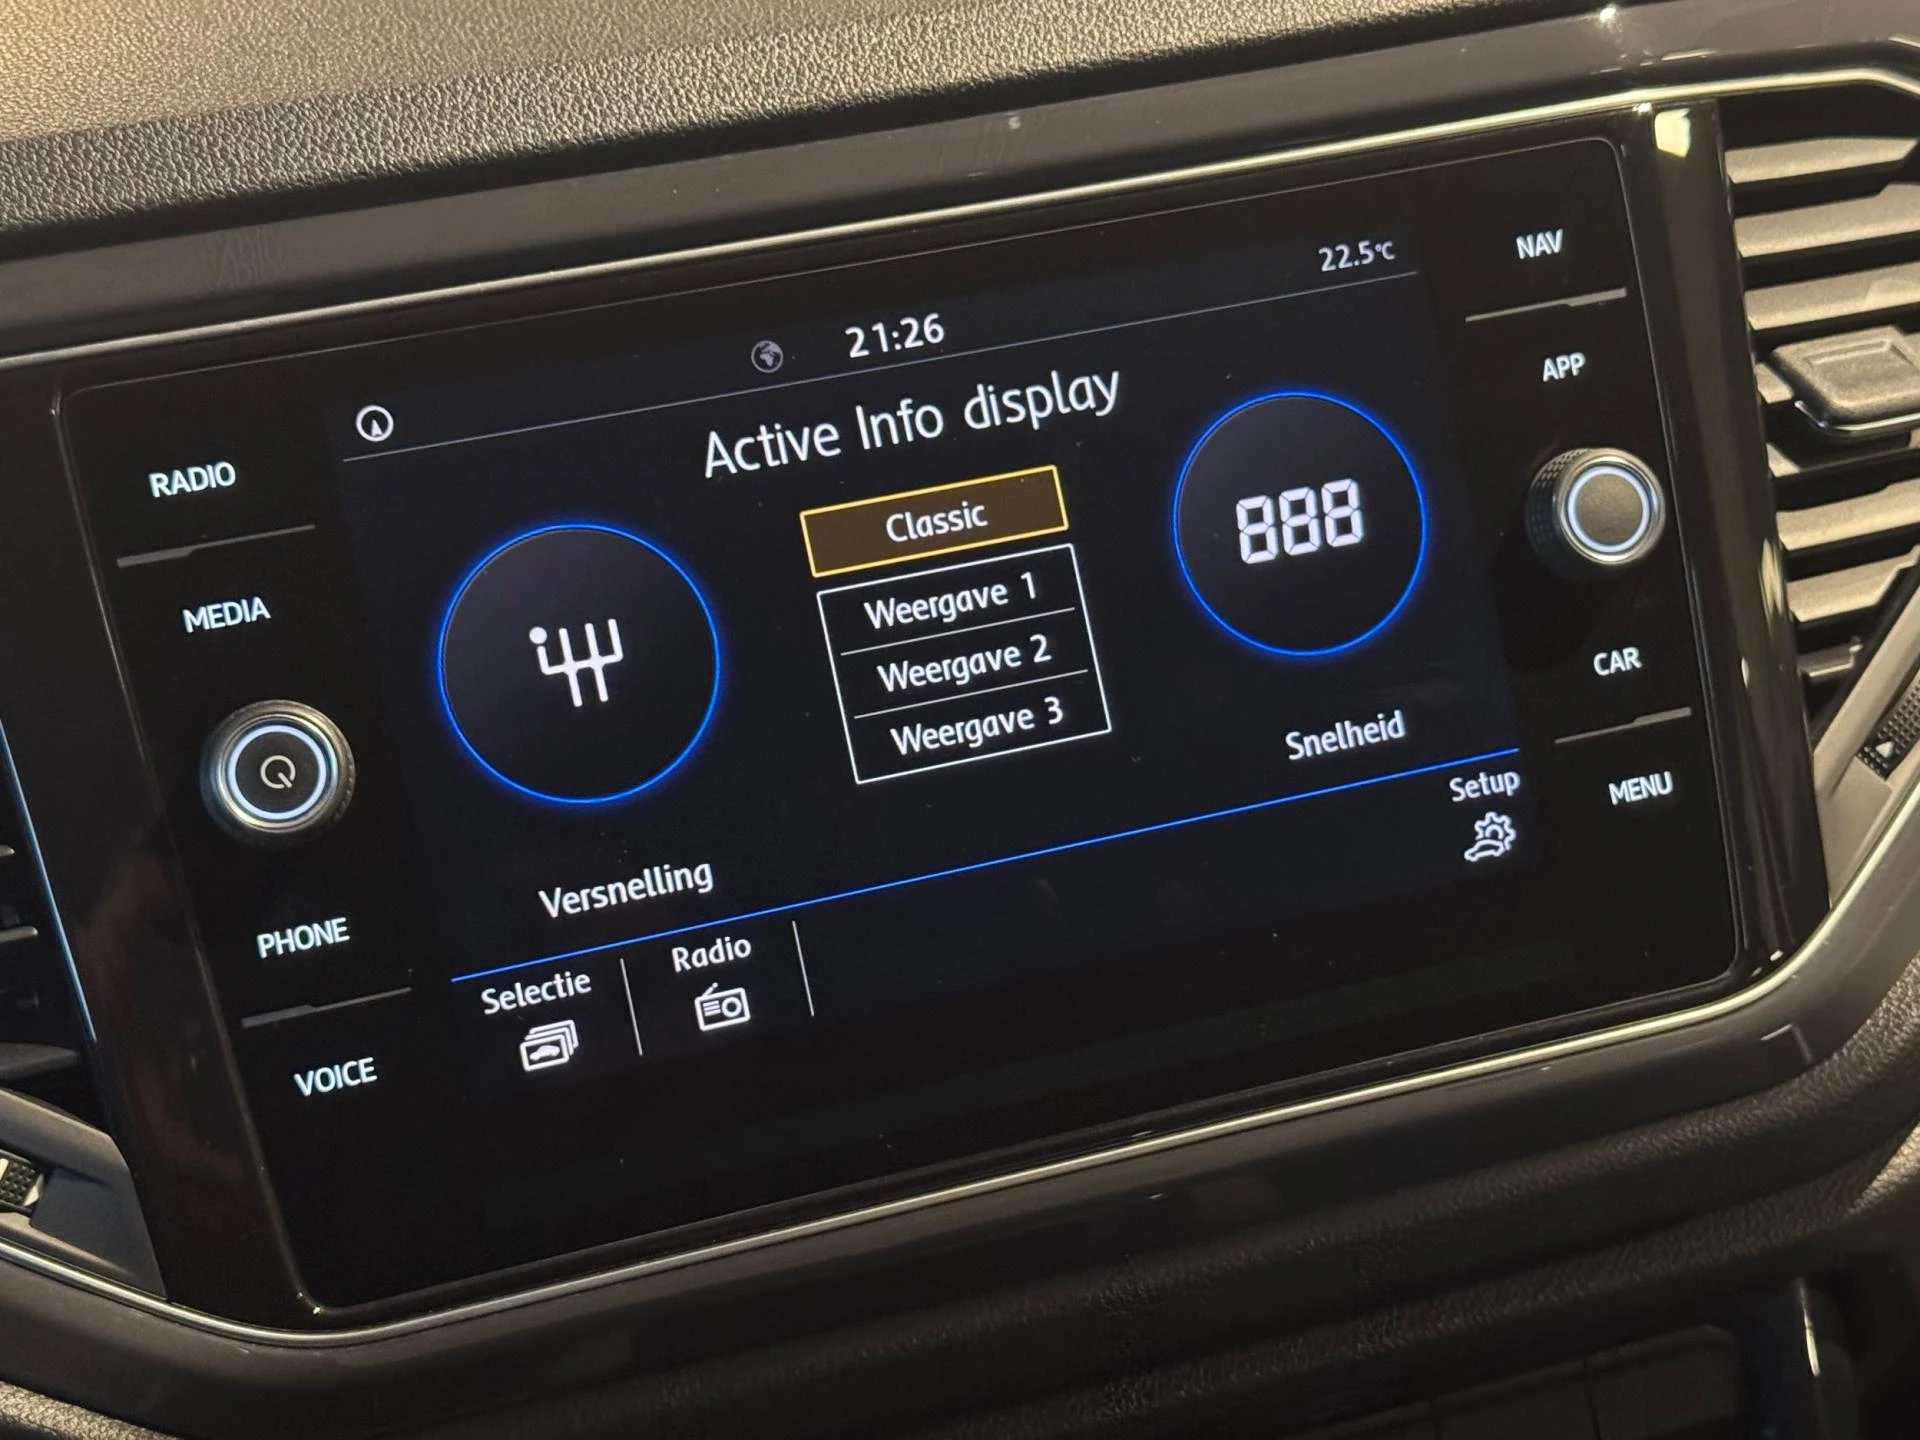 22.5°C
21:26
Active Info display
RADIO
MEDIA
PHONE
VOICE
Classic
Weergave 1
Weergave 2
Weergave 3
888
Versnelling
Snelheid
Selectie
Radio
Setup
NAV
APP
CAR
MENU